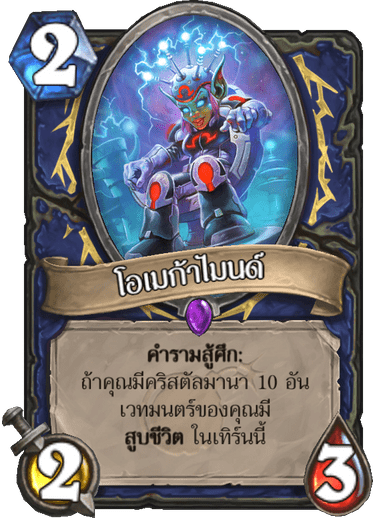 2
โอเมก้าไมนด์
คำรามสู้ศึก:
ถ้าคุณมีคริสตัลมานา 10 อัน
เวทมนตร์ของคุณมี
สูบชีวิต ในเทิร์นนี้
2
3